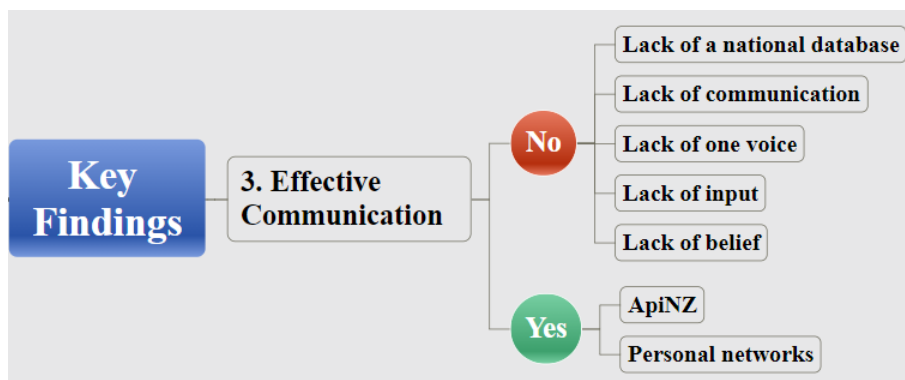 Key
Findings
3. Effective
Communication
No
Lack of a national database
Lack of communication
Lack of one voice
Lack of input
Lack of belief
Yes
ApiNZ
Personal networks